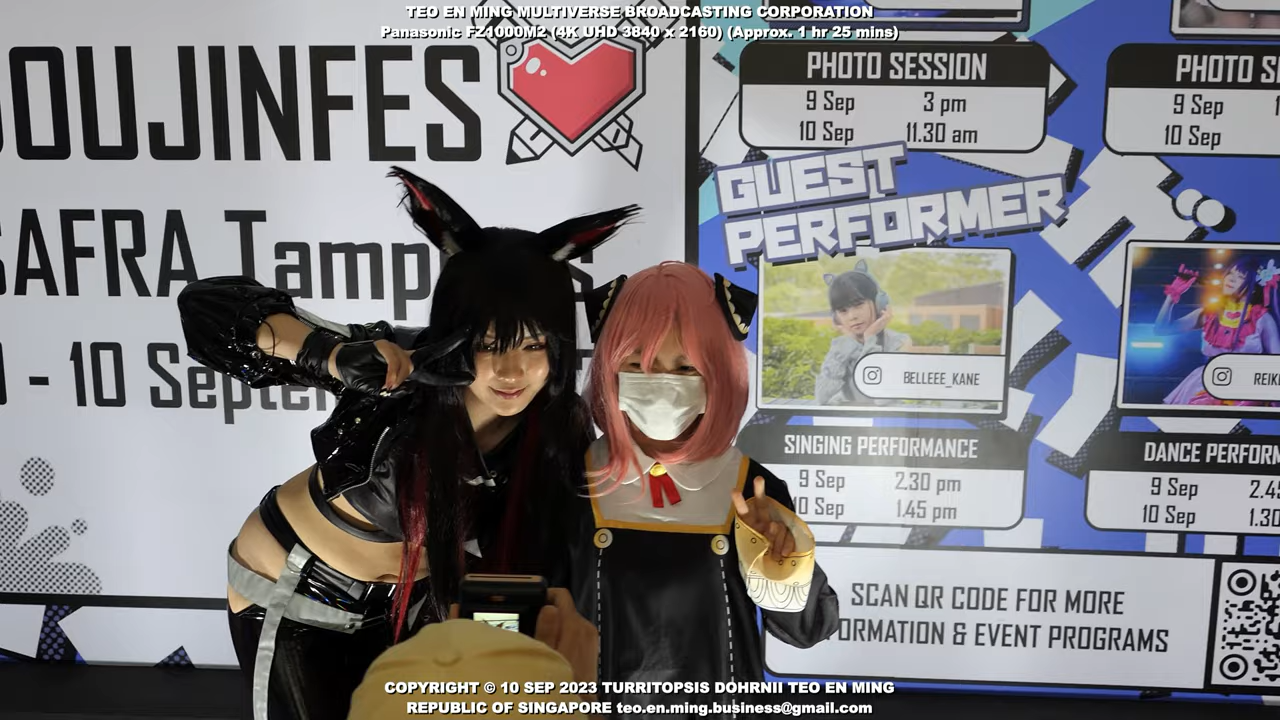 TEO EN MING MULTIVERSE BROADCASTING CORPORATION
Panasonic FZ1000M2 (4K UHD 3840 x 2160) (Approx. 1 hr 25 mins)
DOUJINFES
SAFRA Tamp
- 10 Septem
PHOTO SESSION
9 Sep 3 pm
10 Sep 11.30 am
PHOTO
9 Sep
10 Sep
GUEST
PERFORMER
BELLEEE_KANE
REIK
SINGING PERFORMANCE
9 Sep 2.30 pm
10 Sep 1.45 pm
DANCE PERFORM
9 Sep 2.45
10 Sep 1.30
SCAN QR CODE FOR MORE
FORMATION & EVENT PROGRAMS
COPYRIGHT © 10 SEP 2023 TURRITOPSIS DOHRNII TEO EN MING
REPUBLIC OF SINGAPORE teo.en.ming.business@gmail.com